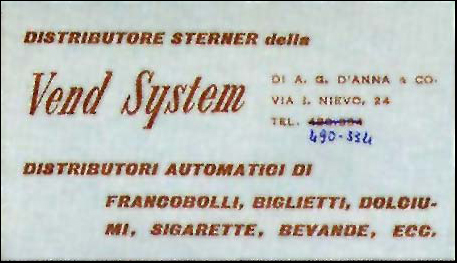 DISTRIBUTORE STERNER della
Vend System
DI A. G. D'ANNA & CO.
VIA I. NIEVO, 24
TEL.
490-334
DISTRIBUTORI AUTOMATICI DI
FRANCOBOLLI, BIGLIETTI, DOLCIU-
MI, SIGARETTE, BEVANDE, ECC.